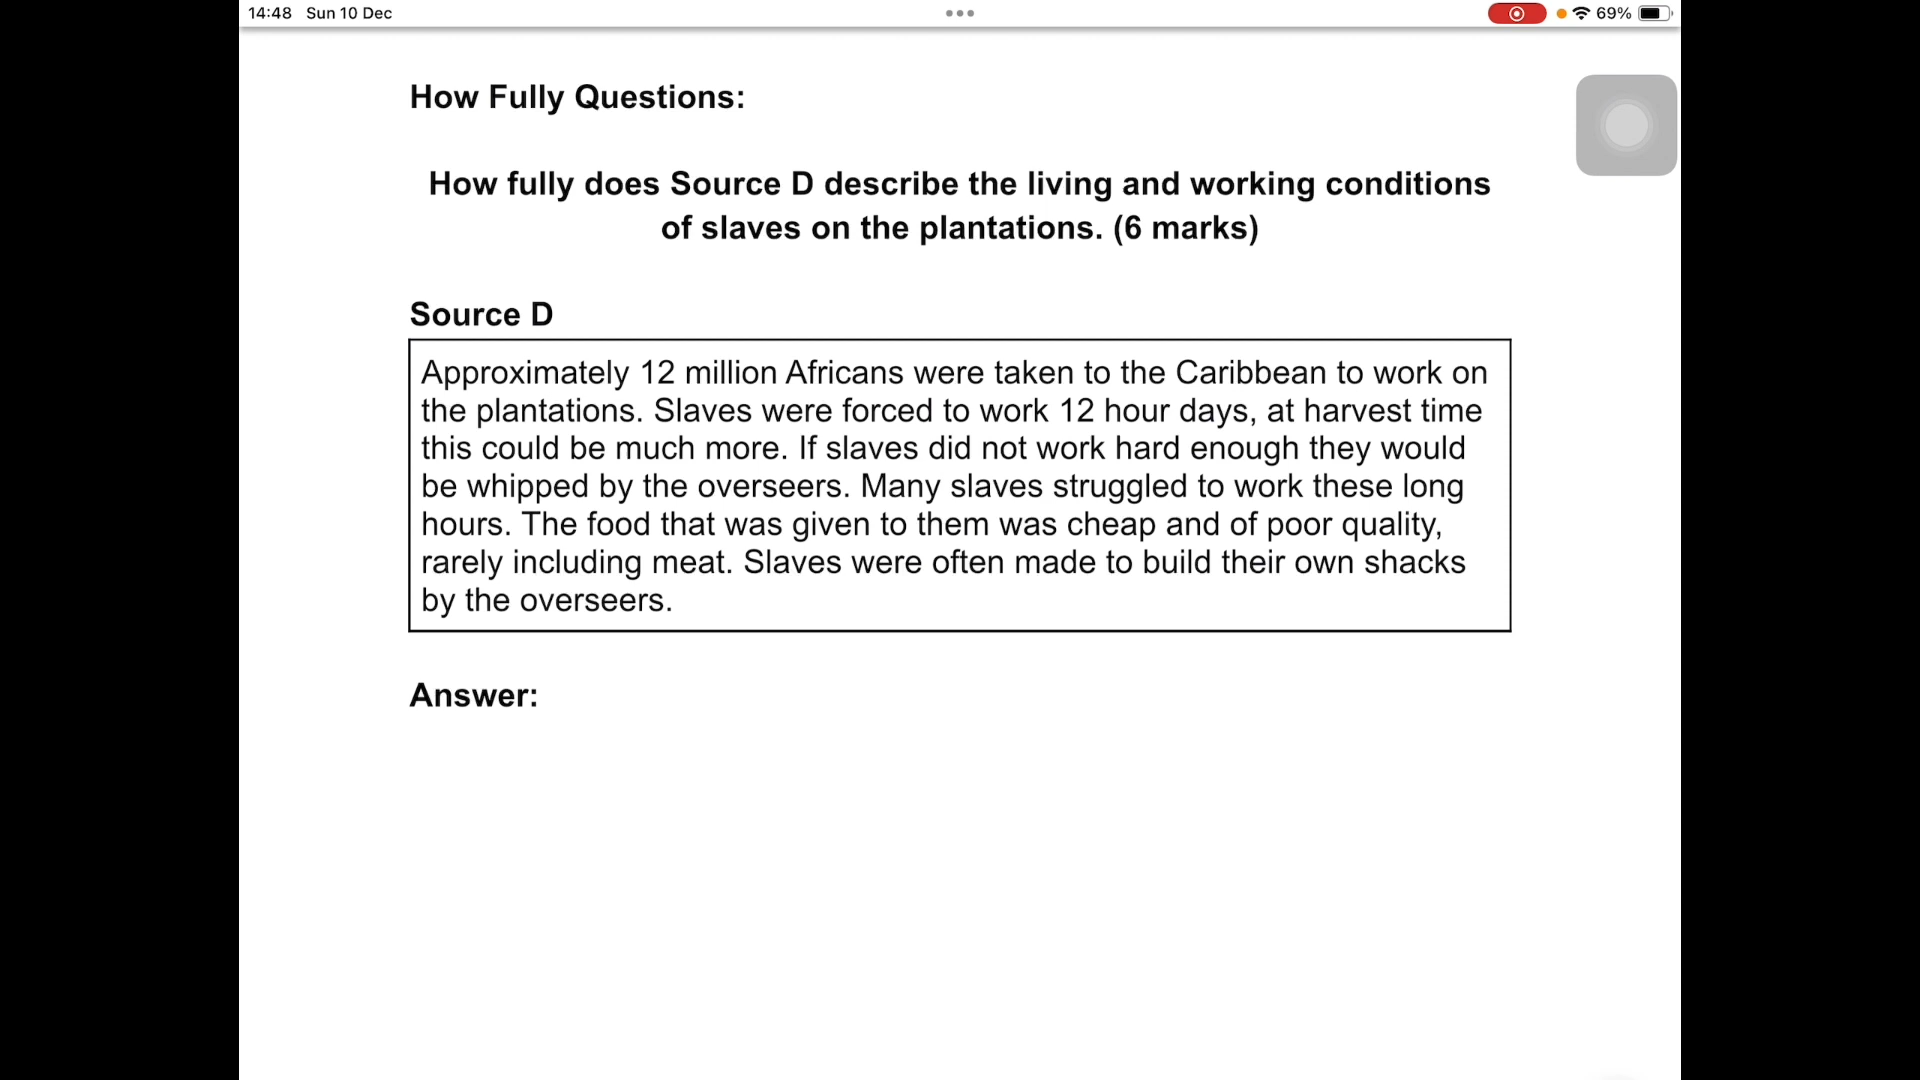 14:48 Sun 10 Dec
69%
How Fully Questions:
How fully does Source D describe the living and working conditions
of slaves on the plantations. (6 marks)
Source D
Approximately 12 million Africans were taken to the Caribbean to work on
the plantations. Slaves were forced to work 12 hour days, at harvest time
this could be much more. If slaves did not work hard enough they would
be whipped by the overseers. Many slaves struggled to work these long
hours. The food that was given to them was cheap and of poor quality,
rarely including meat. Slaves were often made to build their own shacks
by the overseers.
Answer: